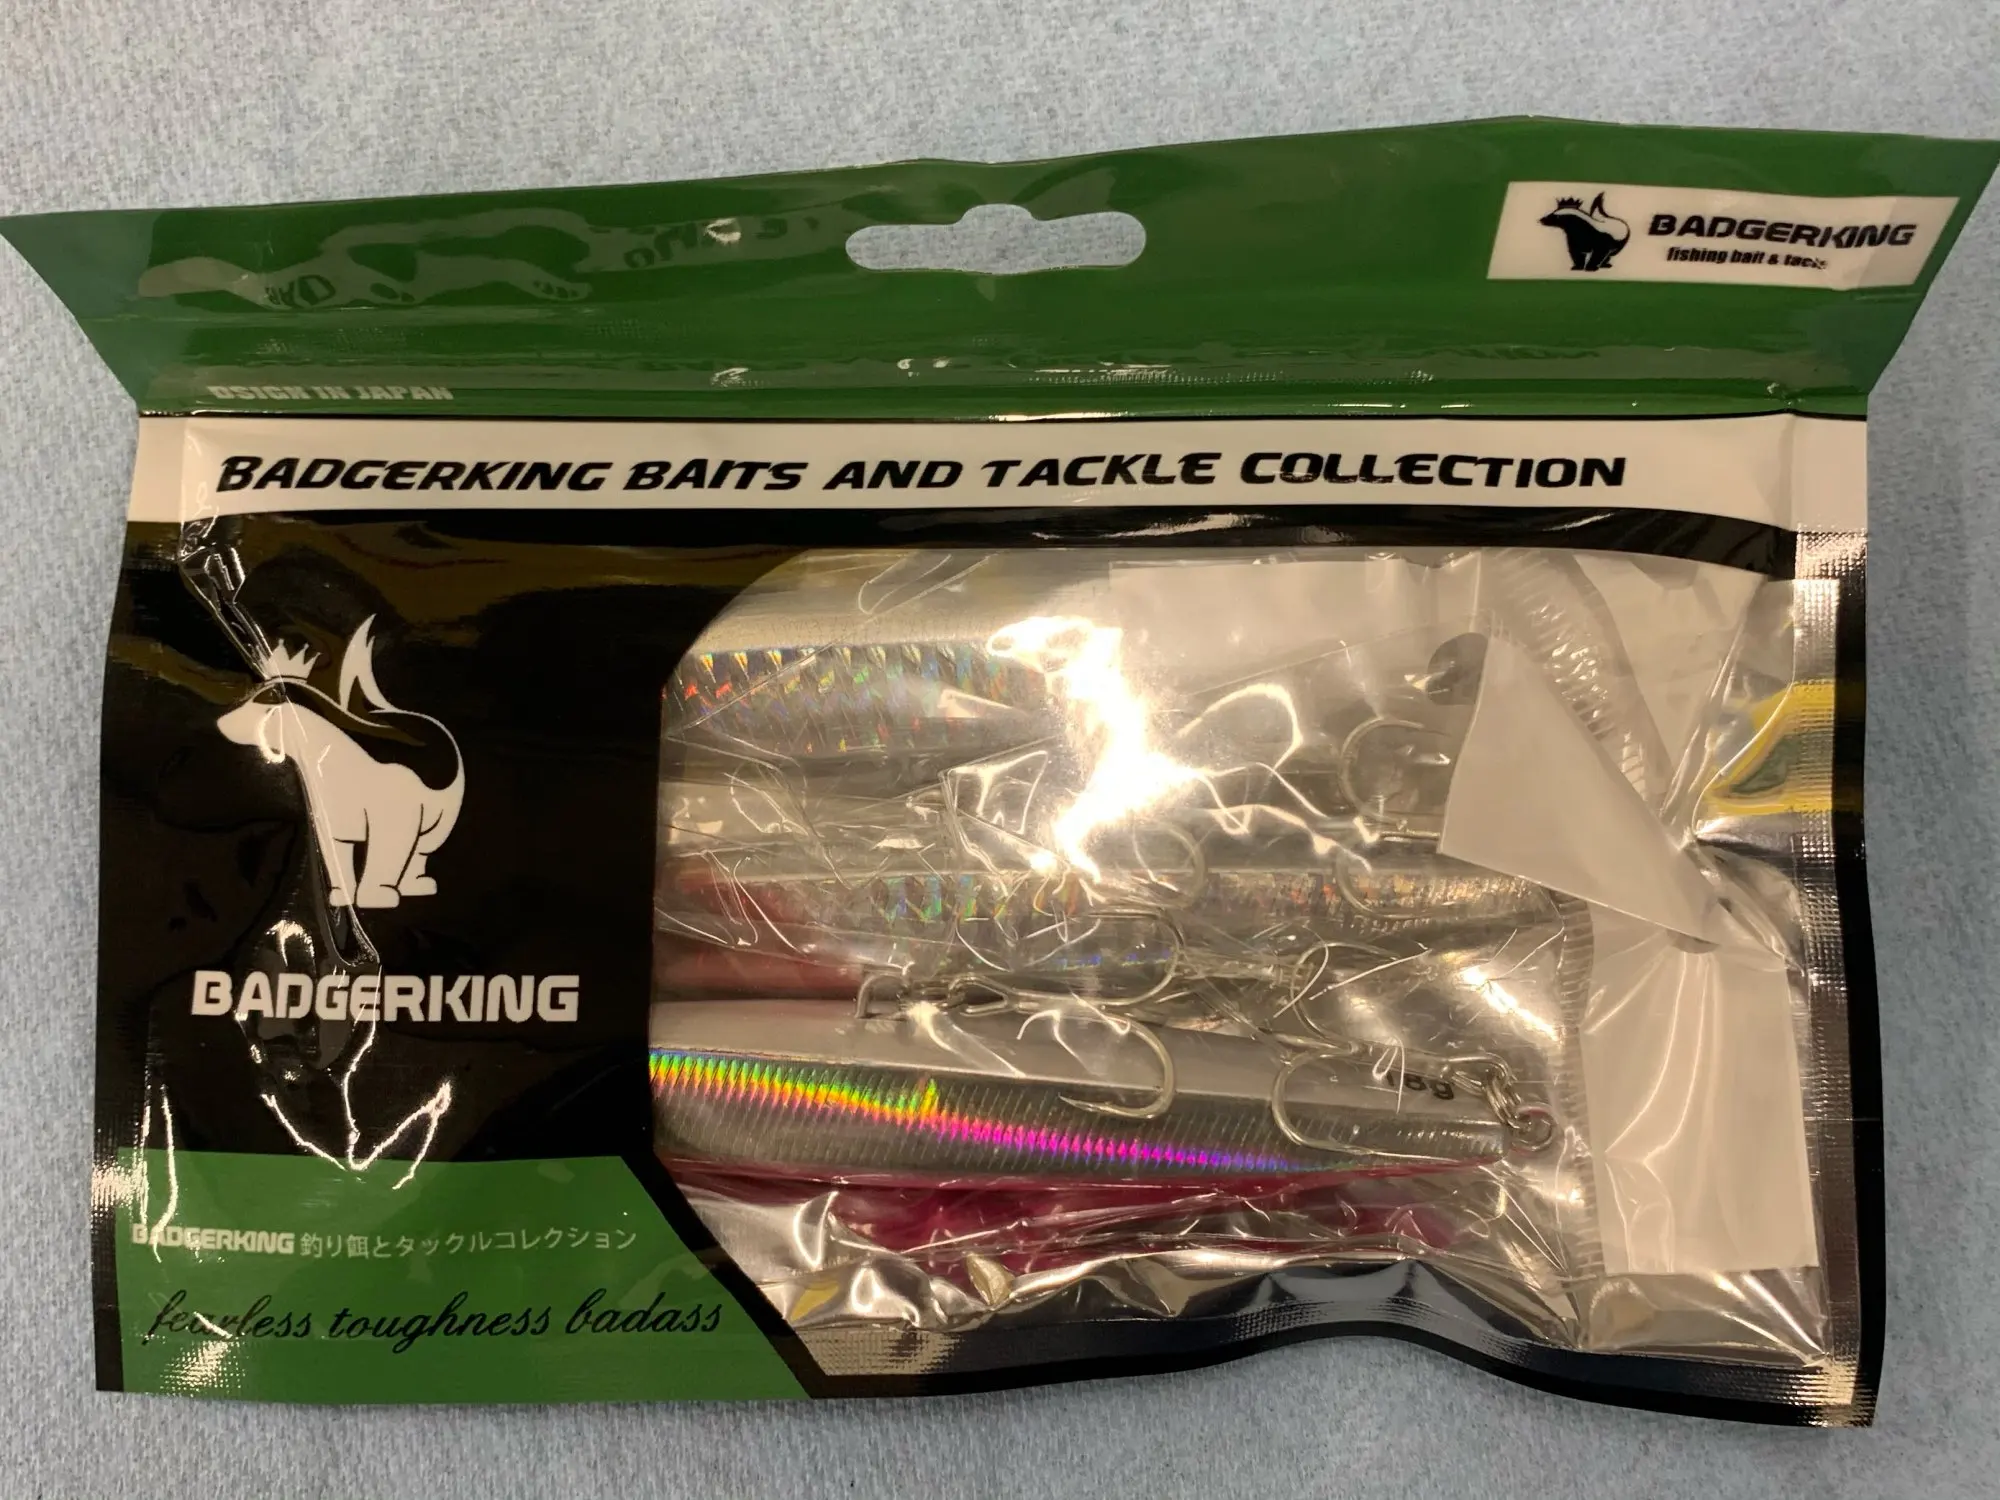 BADGERKING
fishing bait & tackle
DSIGN IN JAPAN
BADGERKING BAITS AND TACKLE COLLECTION
BADGERKING
18g
BADGERKING 釣り餌とタックルコレクション
fearless toughness badass